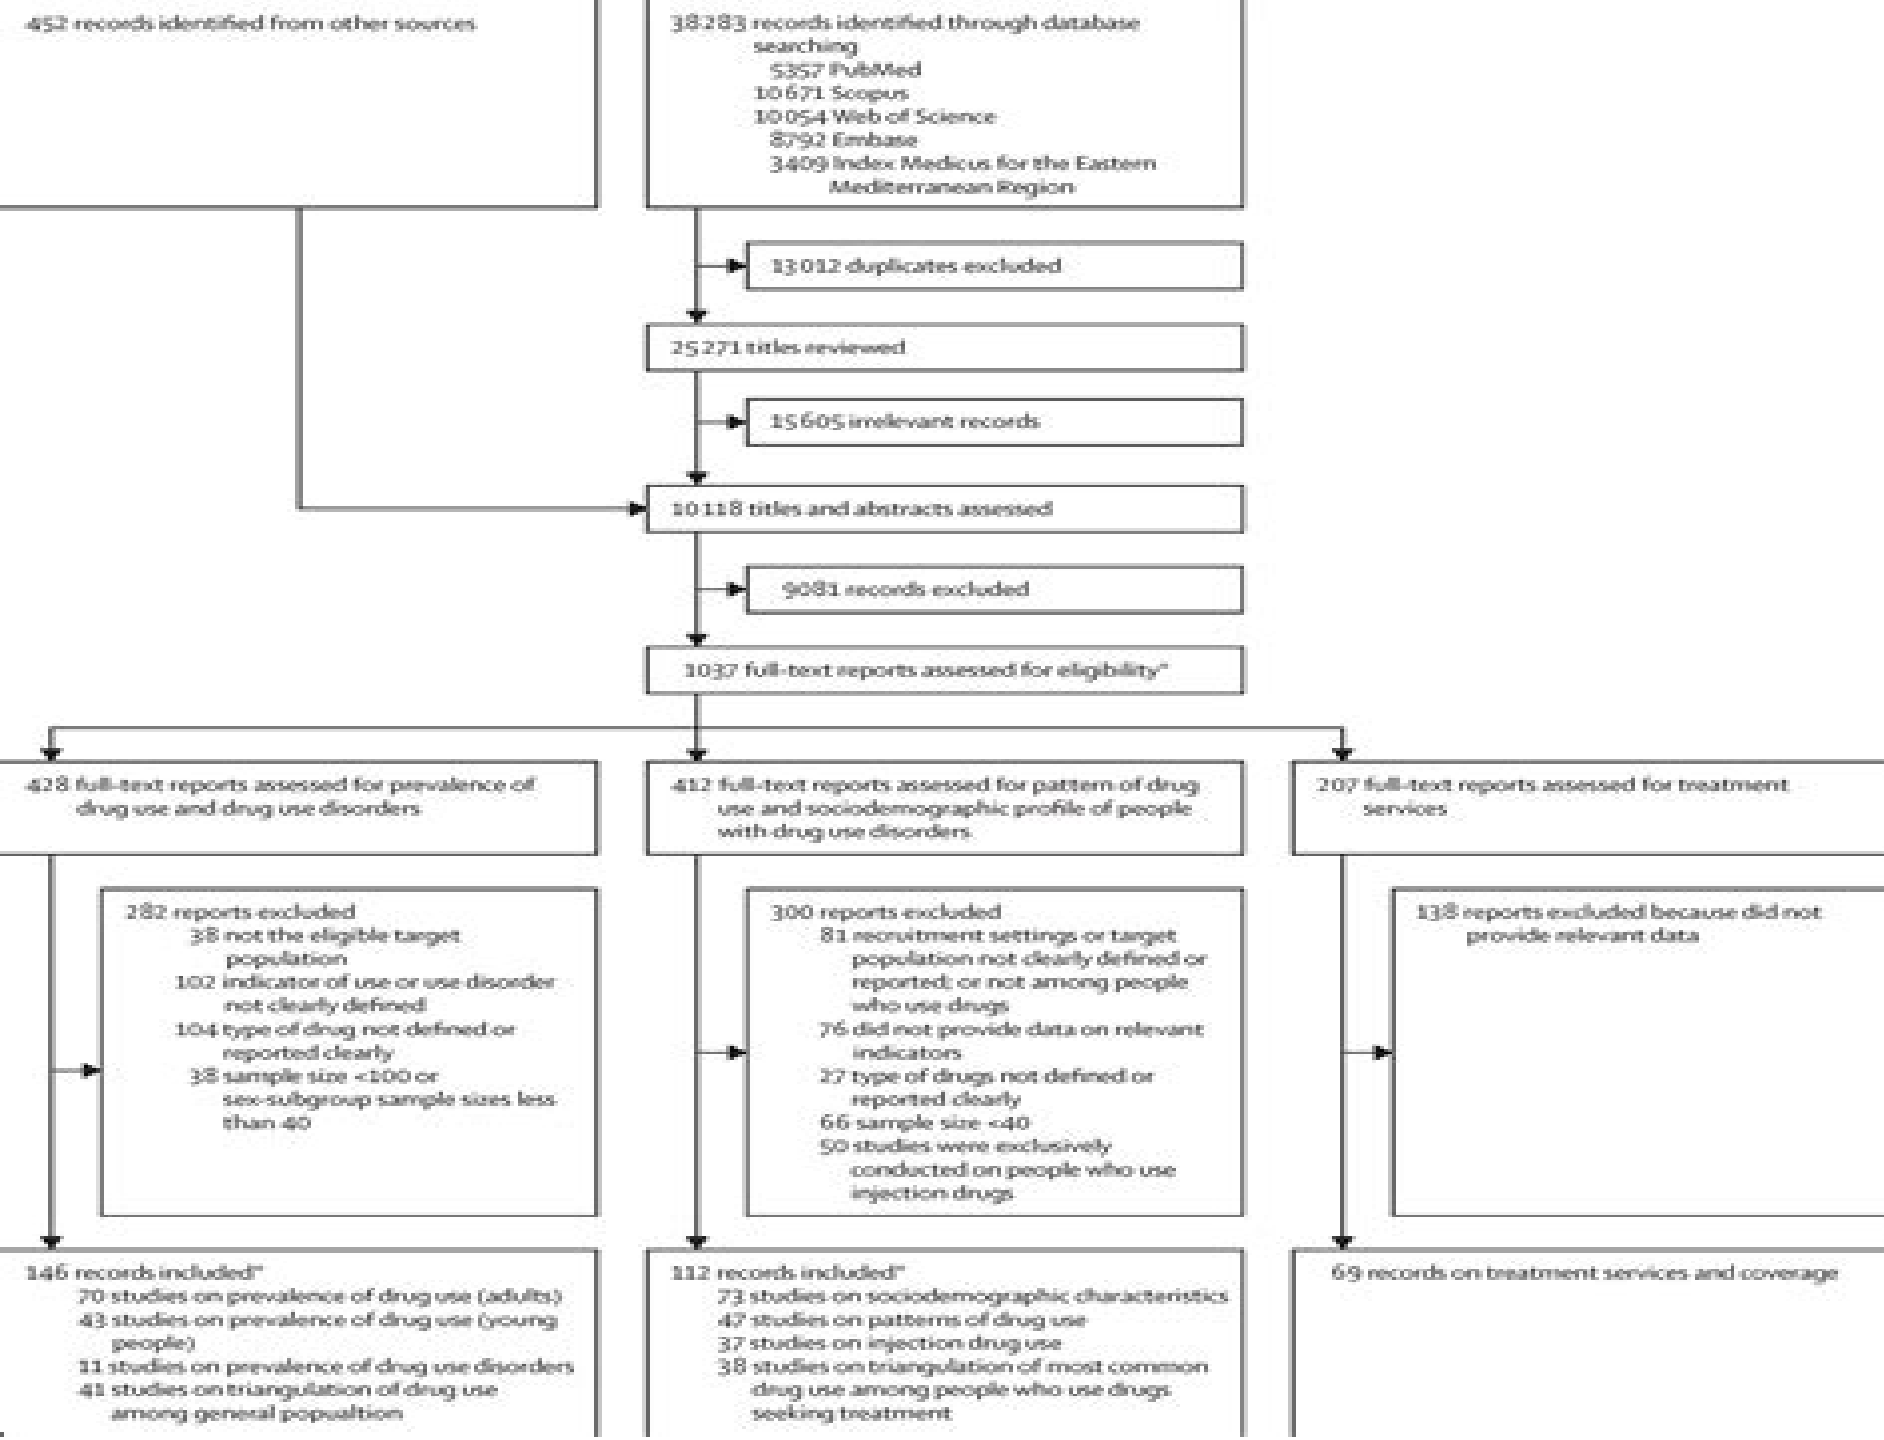 452 records identified from other sources
38 283 records identified through database
searching
5357 PubMed
10 671 Scopus
10 054 Web of Science
8792 Embase
3409 Index Medicus for the Eastern
Mediterranean Region
13 012 duplicates excluded
25 271 titles reviewed
15 605 irrelevant records
10 118 titles and abstracts assessed
9081 records excluded
1037 full-text reports assessed for eligibility*
428 full-text reports assessed for prevalence of
drug use and drug use disorders
412 full-text reports assessed for pattern of drug
use and sociodemographic profile of people
with drug use disorders
207 full-text reports assessed for treatment
services
282 reports excluded
38 not the eligible target
population
102 indicator of use or use disorder
not clearly defined
104 type of drug not defined or
reported clearly
38 sample size <100 or
sex-subgroup sample sizes less
than 40
300 reports excluded
81 recruitment settings or target
population not clearly defined or
reported; or not among people
who use drugs
76 did not provide data on relevant
indicators
27 type of drugs not defined or
reported clearly
66 sample size <40
50 studies were exclusively
conducted on people who use
injection drugs
138 reports excluded because did not
provide relevant data
146 records included*
70 studies on prevalence of drug use (adults)
43 studies on prevalence of drug use (young
people)
11 studies on prevalence of drug use disorders
41 studies on triangulation of drug use
among general popualtion
112 records included*
73 studies on sociodemographic characteristics
47 studies on patterns of drug use
37 studies on injection drug use
38 studies on triangulation of most common
drug use among people who use drugs
seeking treatment
69 records on treatment services and coverage